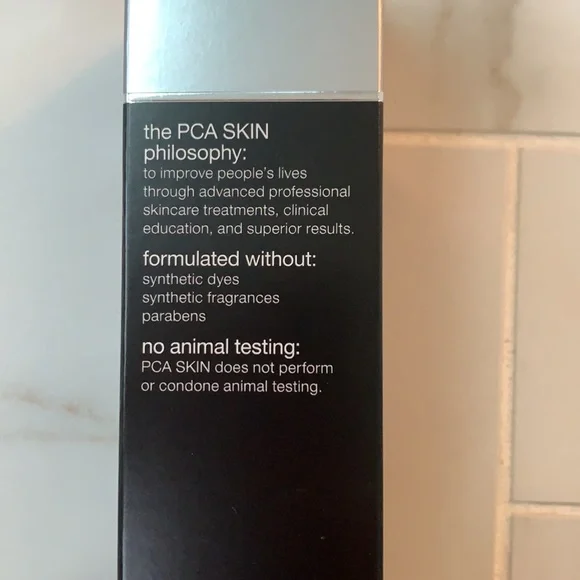 the PCA SKIN
philosophy:
to improve people's lives
through advanced professional
skincare treatments, clinical
education, and superior results.
formulated without:
synthetic dyes
synthetic fragrances
parabens
no animal testing:
PCA SKIN does not perform
or condone animal testing.